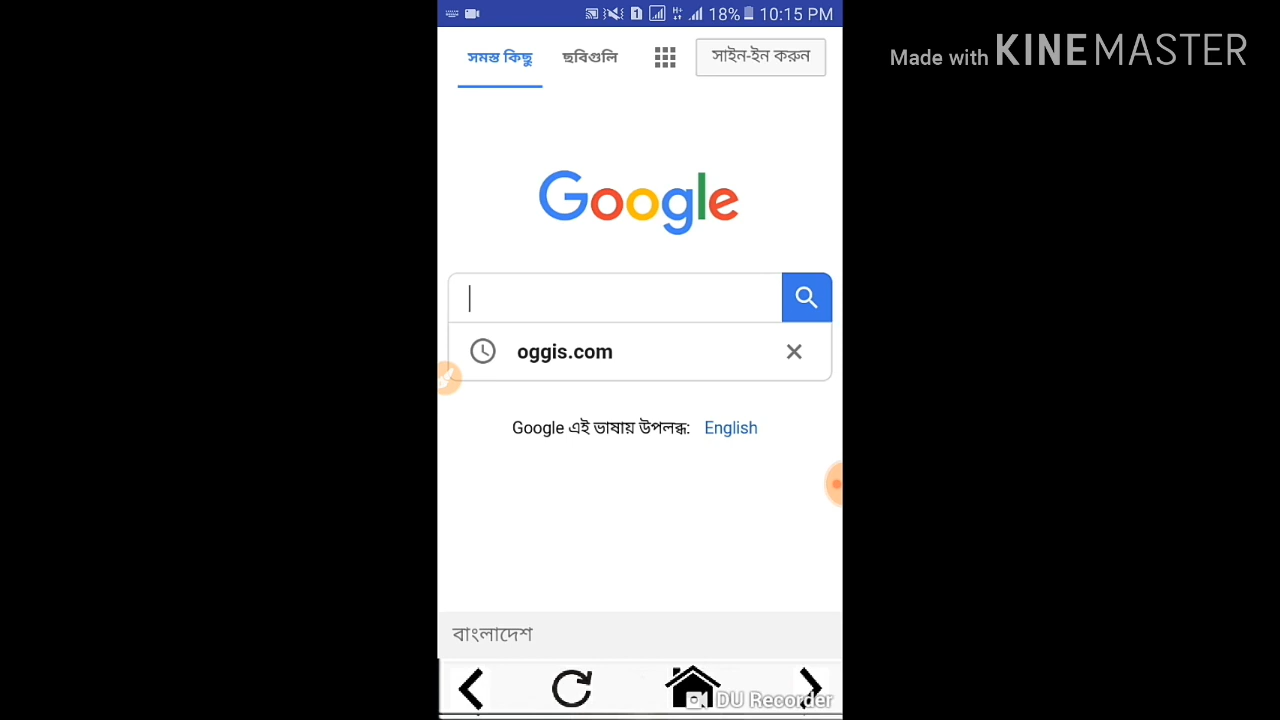 18% 10:15 PM
Made with KINEMASTER
সমস্ত কিছু ছবিগুলি সাইন-ইন করুন
Google
oggis.com
Google এই ভাষায় উপলব্ধ: English
বাংলাদেশ
DU Recorder